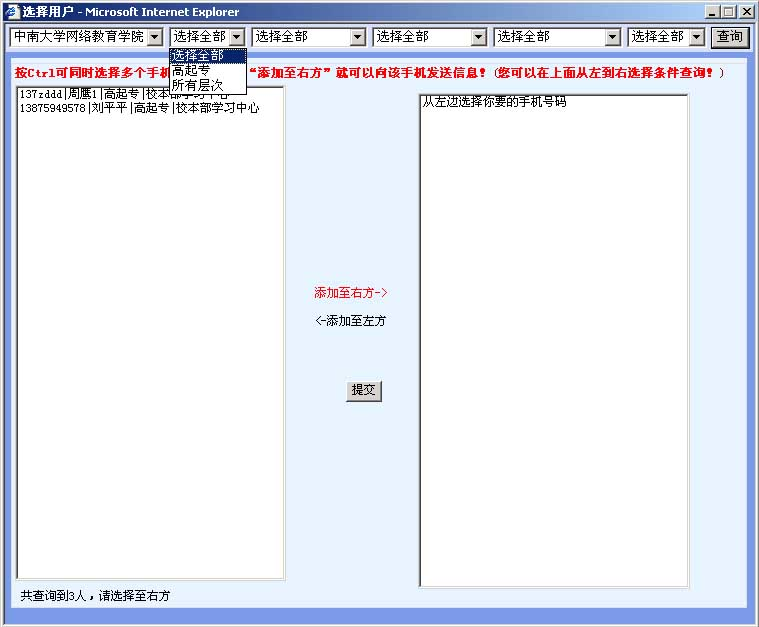 选择用户 - Microsoft Internet Explorer
中南大学网络教育学院 选择全部 选择全部 选择全部 选择全部 选择全部 查询
选择全部
高起专
所有层次
按Ctrl可同时选择多个手机 “添加至右方”就可以向该手机发送信息！(您可以在上面从左到右选择条件查询！)
137zddd|周鹰1|高起专|校本部学习中心
13875949578|刘平平|高起专|校本部学习中心
从左边选择你要的手机号码
添加至右方->
<-添加至左方
提交
共查询到3人，请选择至右方